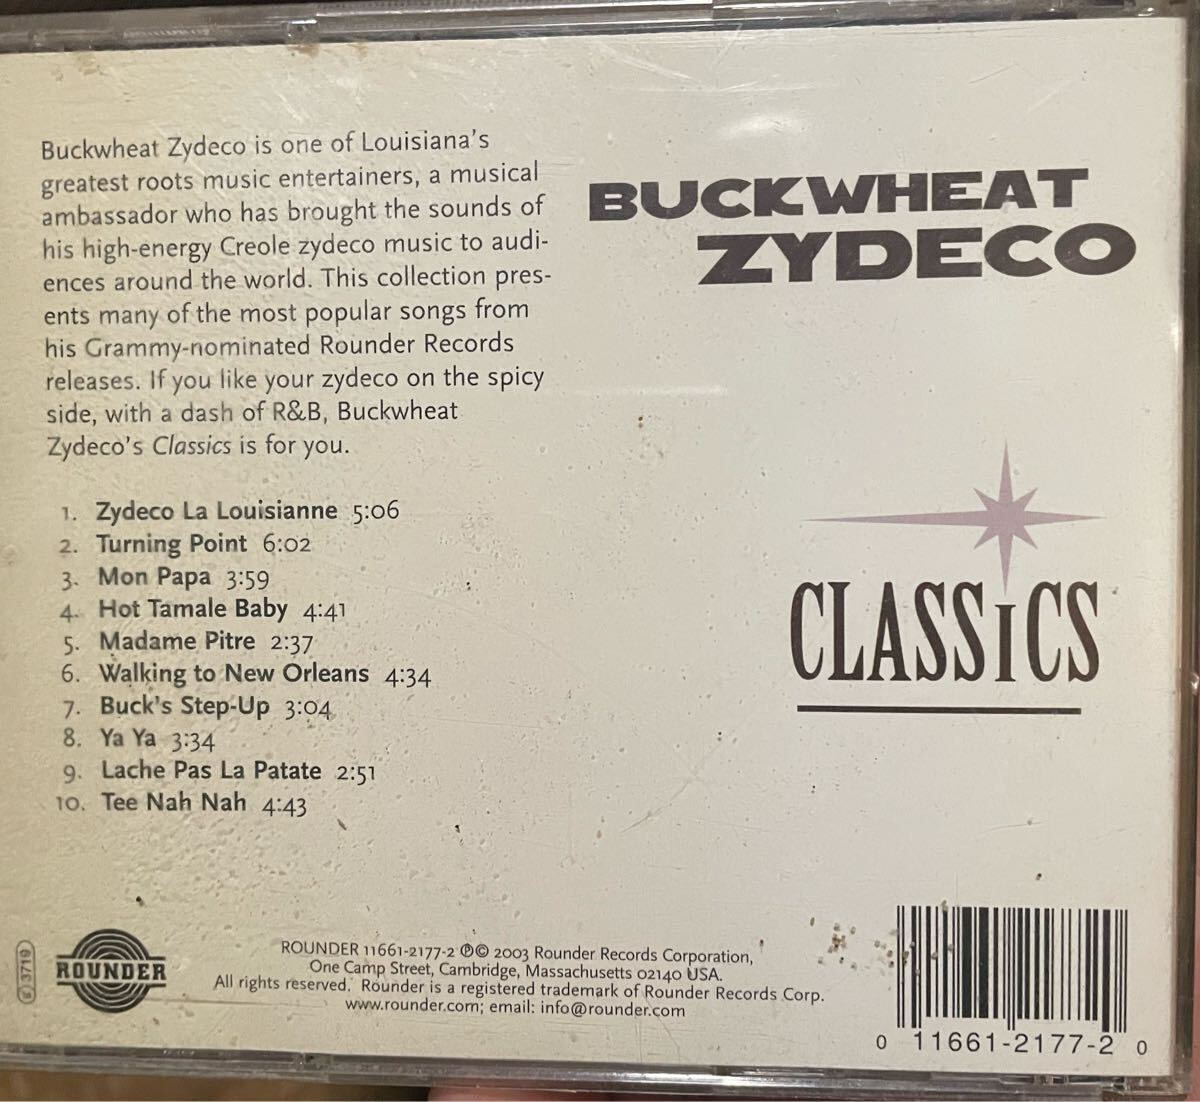 Buckwheat Zydeco is one of Louisiana's
greatest roots music entertainers, a musical
ambassador who has brought the sounds of
his high-energy Creole zydeco music to audi-
ences around the world. This collection pres-
ents many of the most popular songs from
his Grammy-nominated Rounder Records
releases. If you like your zydeco on the spicy
side, with a dash of R&B, Buckwheat
Zydeco's Classics is for you.
1. Zydeco La Louisianne 5:06
2. Turning Point 6:02
3. Mon Papa 3:59
4. Hot Tamale Baby 4:41
5. Madame Pitre 2:37
6. Walking to New Orleans 4:34
7. Buck's Step-Up 3:04
8. Ya Ya 3:34
9. Lache Pas La Patate 2:51
10. Tee Nah Nah 4:43
BUCKWHEAT
ZYDECO
CLASSiCS
3719
ROUNDER
ROUNDER 11661-2177-2 ℗© 2003 Rounder Records Corporation,
One Camp Street, Cambridge, Massachusetts 02140 USA.
All rights reserved. Rounder is a registered trademark of Rounder Records Corp.
www.rounder.com; email: info@rounder.com
0 11661-2177-2 0